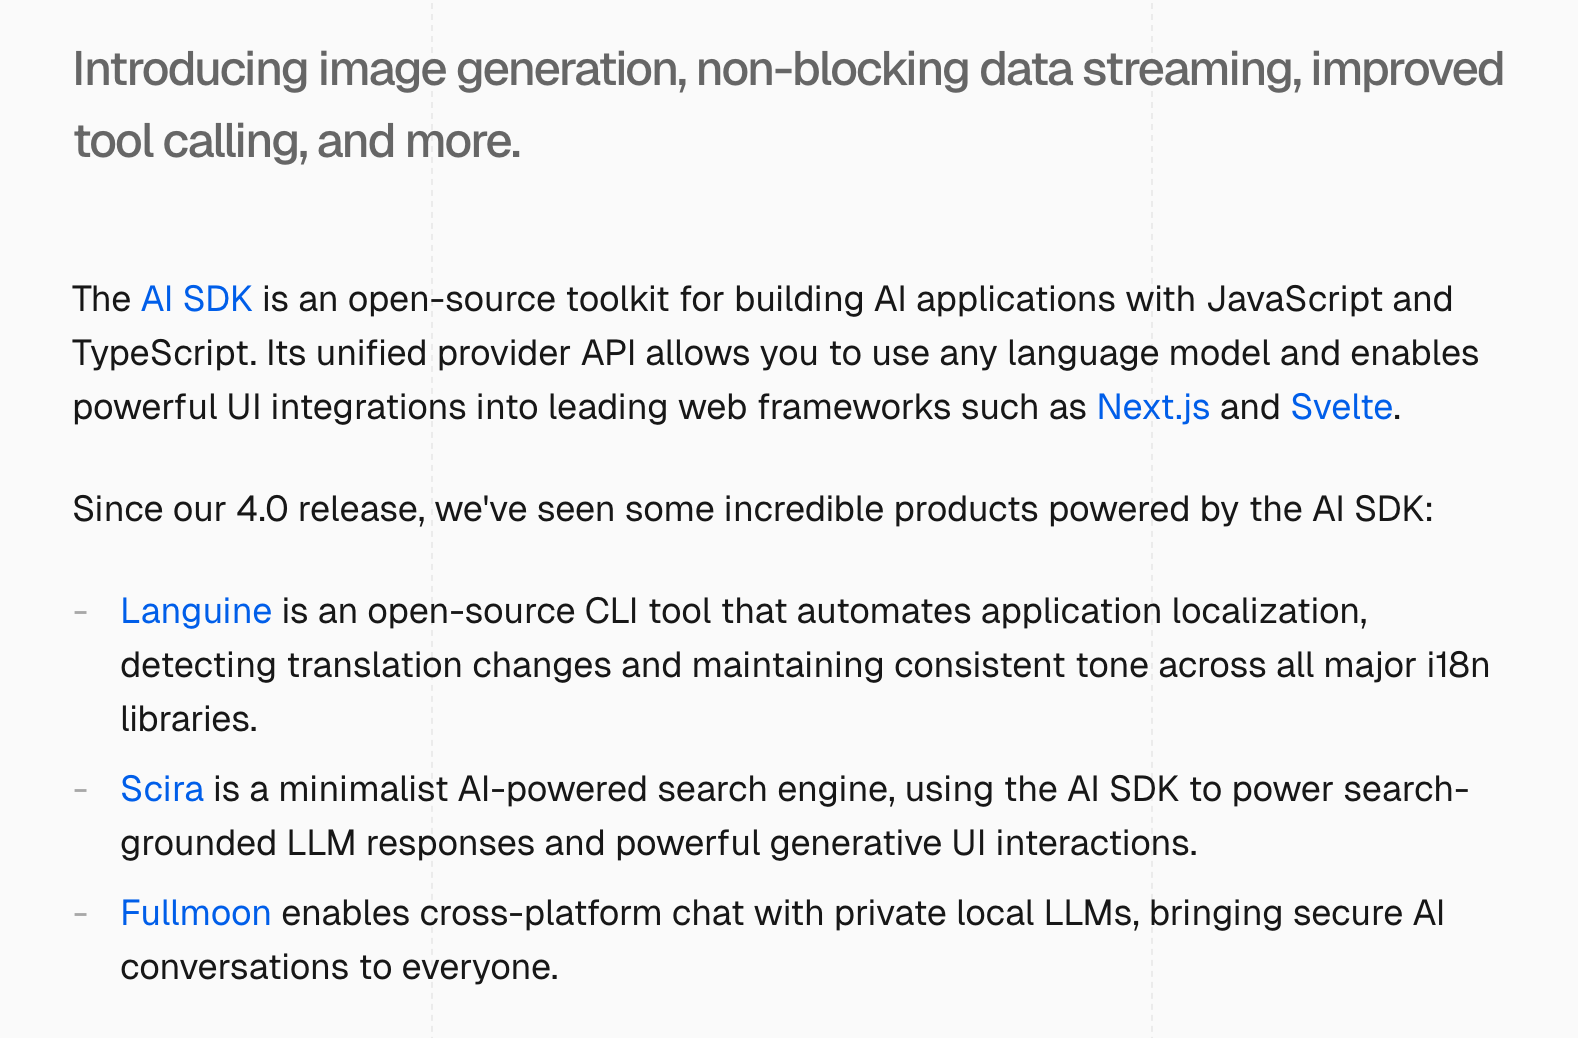 Introducing image generation, non-blocking data streaming, improved
tool calling, and more.
The AI SDK is an open-source toolkit for building AI applications with JavaScript and
TypeScript. Its unified provider API allows you to use any language model and enables
powerful UI integrations into leading web frameworks such as Next.js and Svelte.
Since our 4.0 release, we've seen some incredible products powered by the AI SDK:
- Languine is an open-source CLI tool that automates application localization,
detecting translation changes and maintaining consistent tone across all major i18n
libraries.
- Scira is a minimalist AI-powered search engine, using the AI SDK to power search-
grounded LLM responses and powerful generative UI interactions.
- Fullmoon enables cross-platform chat with private local LLMs, bringing secure AI
conversations to everyone.